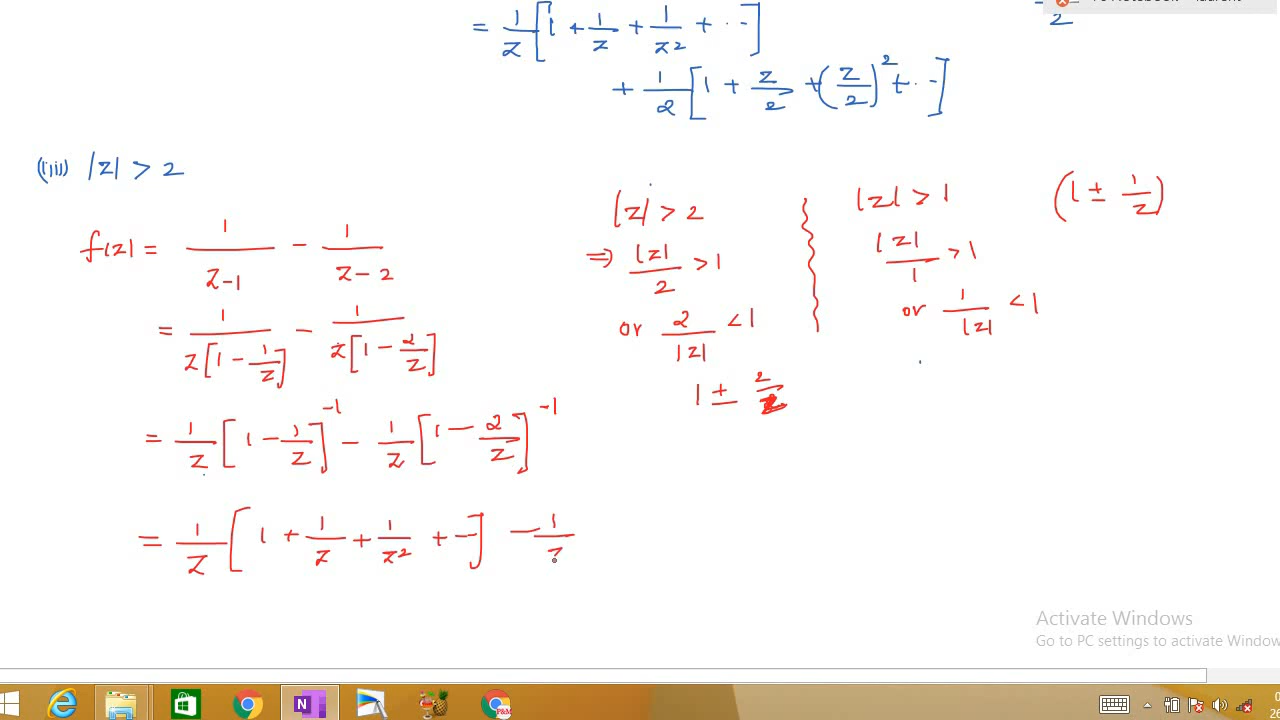 = 1/z [1 + 1/z + 1/z² + ---]
+ 1/2 [1 + z/2 + (z/2)² + ---]
2
(iii) |z| > 2
f(z) = 1/(z-1) - 1/(z-2)
= 1/(z[1 - 1/z]) - 1/(z[1 - 2/z])
= 1/z [1 - 1/z]⁻¹ - 1/z [1 - 2/z]⁻¹
= 1/z [1 + 1/z + 1/z² + --] - 1/z
|z| > 2
⇒ |z|/2 > 1
or 2/|z| < 1
1 ± 2/z
|z| > 1
|z|/1 > 1
or 1/|z| < 1
(1 ± 1/z)
Activate Windows
Go to PC settings to activate Window
N
P&M